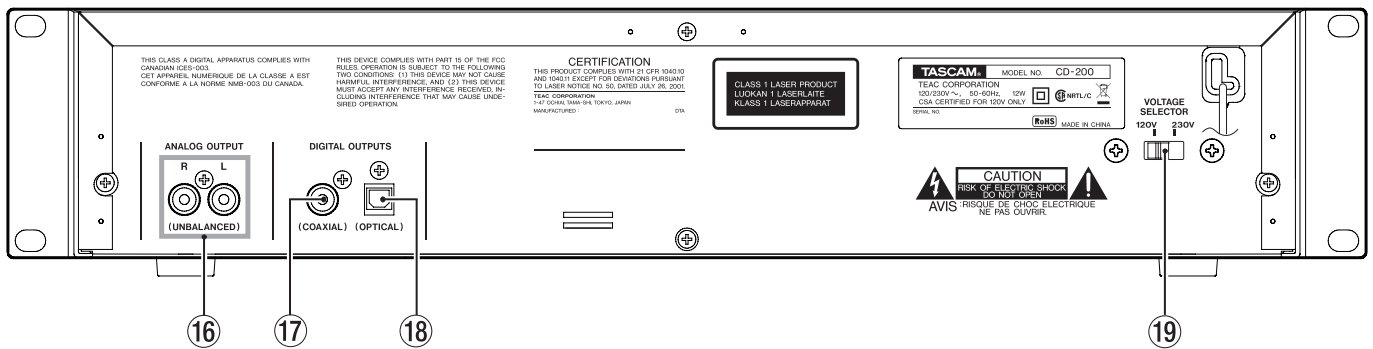 THIS CLASS A DIGITAL APPARATUS COMPLIES WITH
CANADIAN ICES-003.
CET APPAREIL NUMERIQUE DE LA CLASSE A EST
CONFORME A LA NORME NMB-003 DU CANADA.
THIS DEVICE COMPLIES WITH PART 15 OF THE FCC
RULES. OPERATION IS SUBJECT TO THE FOLLOWING
TWO CONDITIONS: (1) THIS DEVICE MAY NOT CAUSE
HARMFUL INTERFERENCE, AND (2) THIS DEVICE
MUST ACCEPT ANY INTERFERENCE RECEIVED, IN-
CLUDING INTERFERENCE THAT MAY CAUSE UNDE-
SIRED OPERATION.
CERTIFICATION
THIS PRODUCT COMPLIES WITH 21 CFR 1040.10
AND 1040.11 EXCEPT FOR DEVIATIONS PURSUANT
TO LASER NOTICE NO. 50, DATED JULY 26, 2001.
TEAC CORPORATION
1-47 OCHIAI, TAMA-SHI, TOKYO, JAPAN
MANUFACTURED : DTA
CLASS 1 LASER PRODUCT
LUOKAN 1 LASERLAITE
KLASS 1 LASERAPPARAT
TASCAM® MODEL NO. CD-200
TEAC CORPORATION
120/230V ~, 50-60Hz, 12W
CSA CERTIFIED FOR 120V ONLY
NRTL/C
SERIAL NO.
RoHS MADE IN CHINA
VOLTAGE
SELECTOR
120V 230V
ANALOG OUTPUT
R L
(UNBALANCED)
DIGITAL OUTPUTS
(COAXIAL) (OPTICAL)
CAUTION
RISK OF ELECTRIC SHOCK
DO NOT OPEN
AVIS :RISQUE DE CHOC ELECTRIQUE
NE PAS OUVRIR.
16 17 18 19